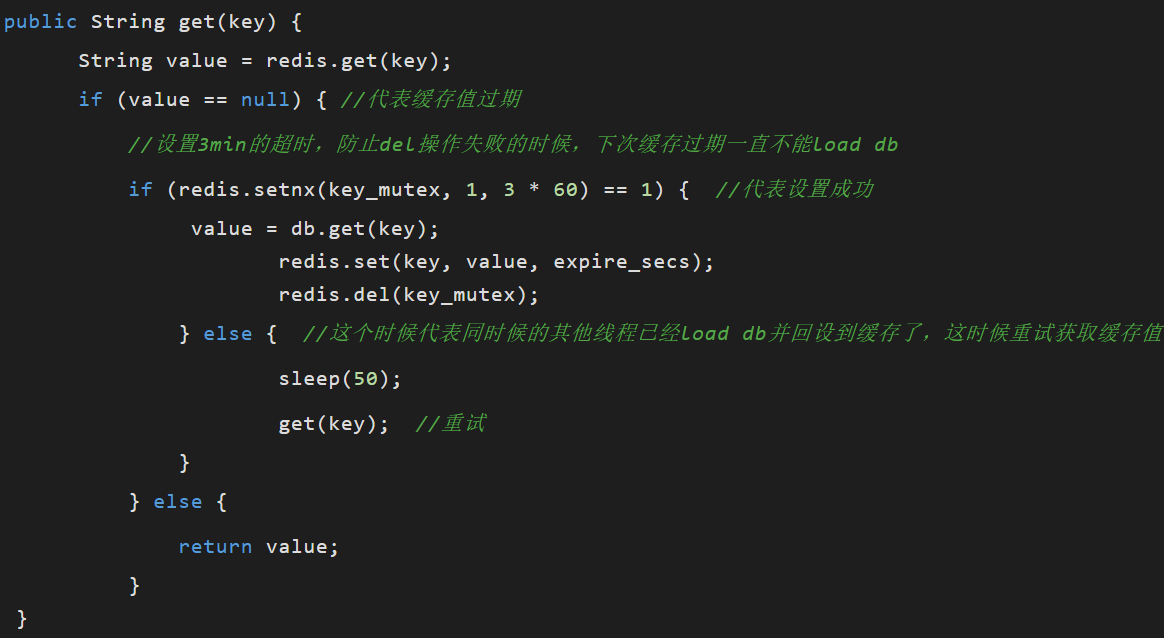 public String get(key) {
String value = redis.get(key);
if (value == null) { //代表缓存值过期
//设置3min的超时，防止del操作失败的时候，下次缓存过期一直不能load db
if (redis.setnx(key_mutex, 1, 3 * 60) == 1) {  //代表设置成功
value = db.get(key);
redis.set(key, value, expire_secs);
redis.del(key_mutex);
} else {  //这个时候代表同时候的其他线程已经load db并回设到缓存了，这时候重试获取缓存值
sleep(50);
get(key);  //重试
}
} else {
return value;
}
}